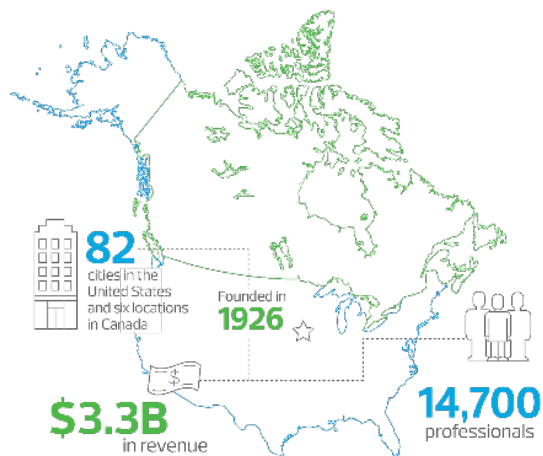 82
cities in the
United States
and six locations
in Canada
Founded in
1926
$
$3.3B
in revenue
14,700
professionals